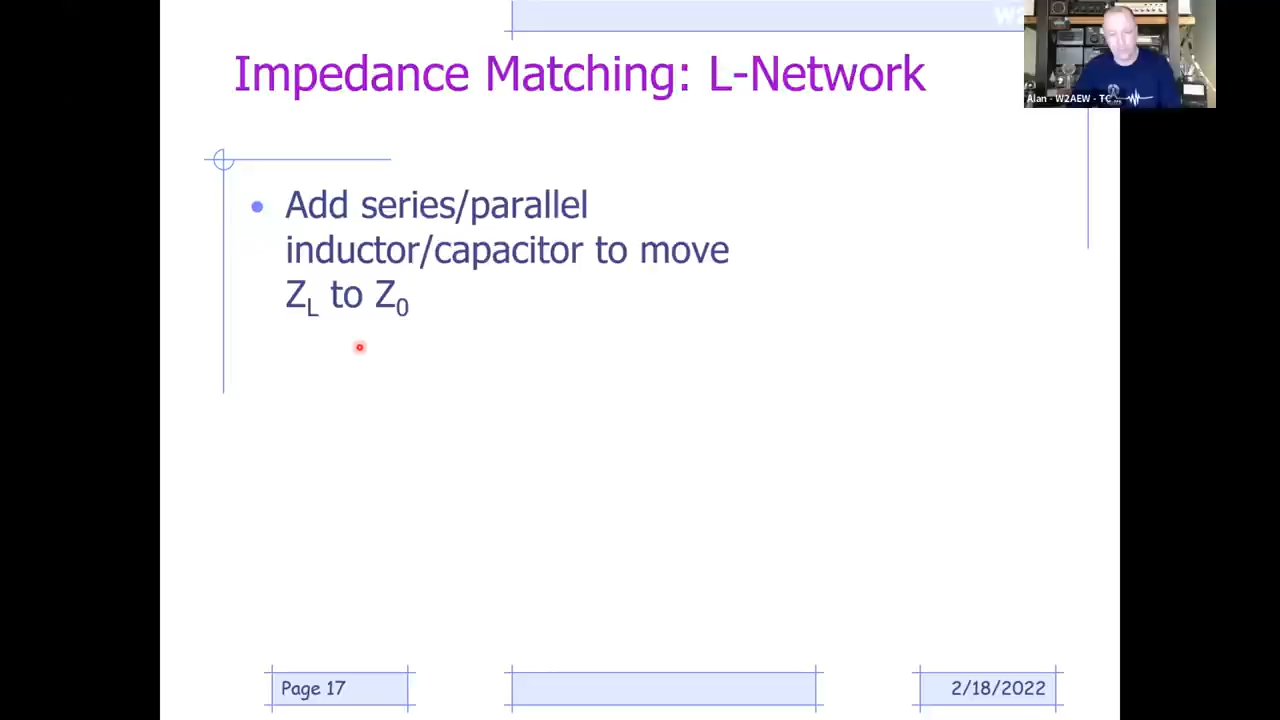 W2
Impedance Matching: L-Network
Alan - W2AEW - TC
• Add series/parallel
inductor/capacitor to move
ZL to Z0
Page 17
2/18/2022